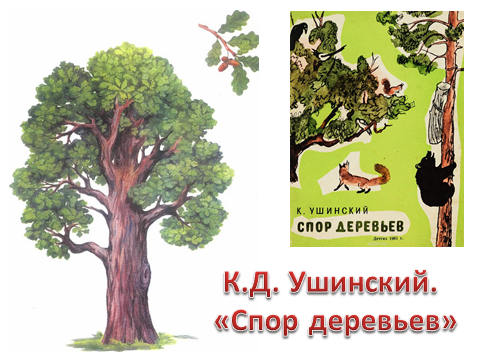 К. УШИНСКИЙ
СПОР ДЕРЕВЬЕВ
К.Д. Ушинский.
«Спор деревьев»